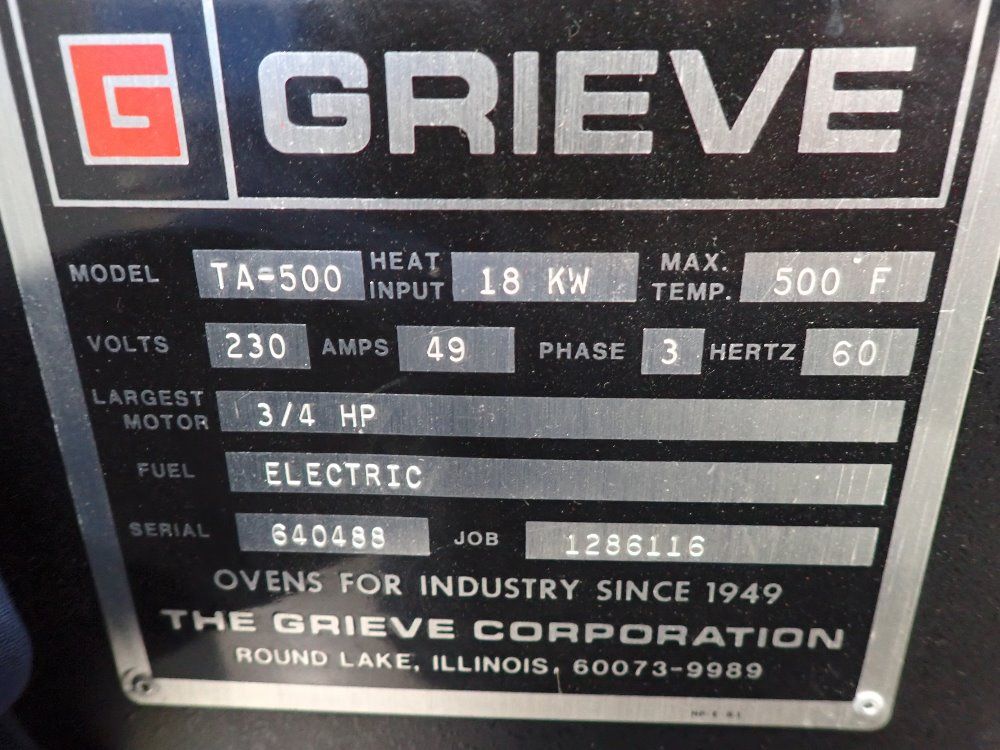 G GRIEVE
MODEL TA-500 HEAT INPUT 18 KW MAX. TEMP. 500 F
VOLTS 230 AMPS 49 PHASE 3 HERTZ 60
LARGEST MOTOR 3/4 HP
FUEL ELECTRIC
SERIAL 640488 JOB 1286116
OVENS FOR INDUSTRY SINCE 1949
THE GRIEVE CORPORATION
ROUND LAKE, ILLINOIS, 60073-9989